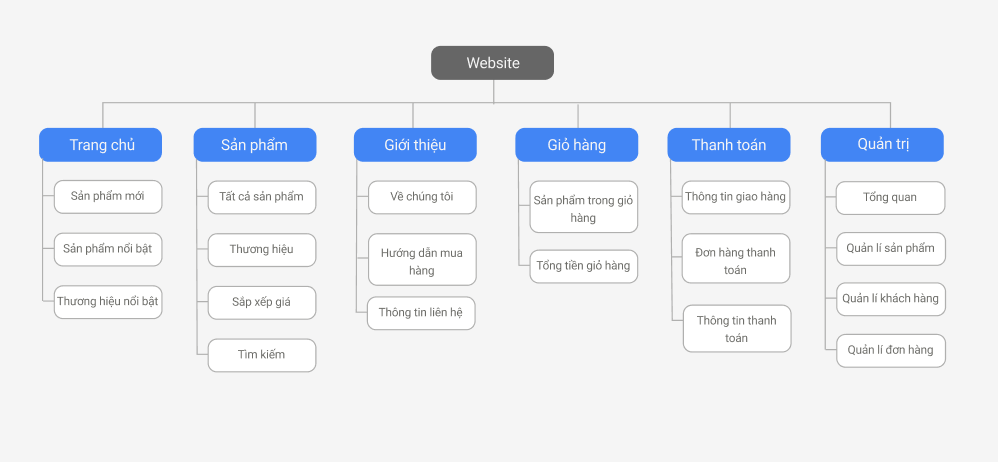 Website
Trang chủ
Sản phẩm
Giới thiệu
Giỏ hàng
Thanh toán
Quản trị
Sản phẩm mới
Sản phẩm nổi bật
Thương hiệu nổi bật
Tất cả sản phẩm
Thương hiệu
Sắp xếp giá
Tìm kiếm
Về chúng tôi
Hướng dẫn mua
hàng
Thông tin liên hệ
Sản phẩm trong giỏ
hàng
Tổng tiền giỏ hàng
Thông tin giao hàng
Đơn hàng thanh
toán
Thông tin thanh
toán
Tổng quan
Quản lí sản phẩm
Quản lí khách hàng
Quản lí đơn hàng